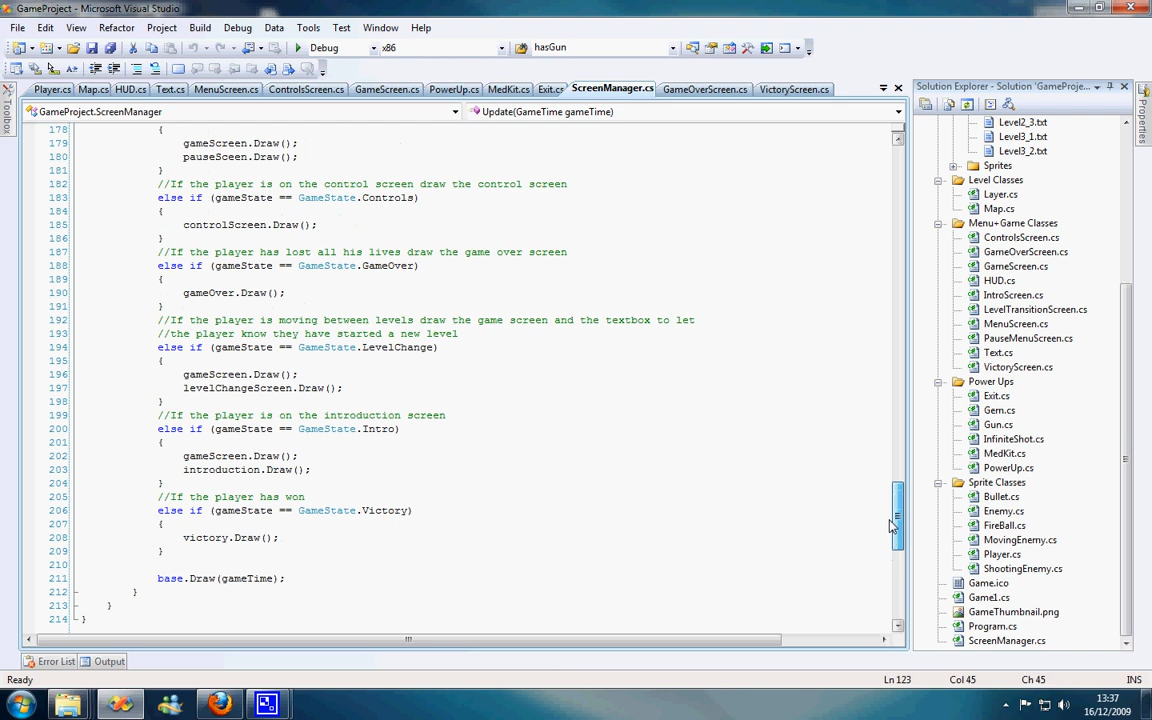 GameProject - Microsoft Visual Studio
File Edit View Refactor Project Build Debug Data Tools Test Window Help
Debug x86 hasGun
Player.cs Map.cs HUD.cs Text.cs MenuScreen.cs ControlsScreen.cs GameScreen.cs PowerUp.cs MedKit.cs Exit.cs ScreenManager.cs GameOverScreen.cs VictoryScreen.cs
GameProject.ScreenManager Update(GameTime gameTime)
178 {
179 gameScreen.Draw();
180 pauseSceen.Draw();
181 }
182 //If the player is on the control screen draw the control screen
183 else if (gameState == GameState.Controls)
184 {
185 controlScreen.Draw();
186 }
187 //If the player has lost all his lives draw the game over screen
188 else if (gameState == GameState.GameOver)
189 {
190 gameOver.Draw();
191 }
192 //If the player is moving between levels draw the game screen and the textbox to let
193 //the player know they have started a new level
194 else if (gameState == GameState.LevelChange)
195 {
196 gameScreen.Draw();
197 levelChangeScreen.Draw();
198 }
199 //If the player is on the introduction screen
200 else if (gameState == GameState.Intro)
201 {
202 gameScreen.Draw();
203 introduction.Draw();
204 }
205 //If the player has won
206 else if (gameState == GameState.Victory)
207 {
208 victory.Draw();
209 }
210
211 base.Draw(gameTime);
212 }
213 }
214 }
Toolbox
Solution Explorer - Solution 'GameProje...
Level2_3.txt
Level3_1.txt
Level3_2.txt
Sprites
Level Classes
Layer.cs
Map.cs
Menu+Game Classes
ControlsScreen.cs
GameOverScreen.cs
GameScreen.cs
HUD.cs
IntroScreen.cs
LevelTransitionScreen.cs
MenuScreen.cs
PauseMenuScreen.cs
Text.cs
VictoryScreen.cs
Power Ups
Exit.cs
Gem.cs
Gun.cs
InfiniteShot.cs
MedKit.cs
PowerUp.cs
Sprite Classes
Bullet.cs
Enemy.cs
FireBall.cs
MovingEnemy.cs
Player.cs
ShootingEnemy.cs
Game.ico
Game1.cs
GameThumbnail.png
Program.cs
ScreenManager.cs
Properties
Error List Output
Ready Ln 123 Col 45 Ch 45 INS
13:37
16/12/2009